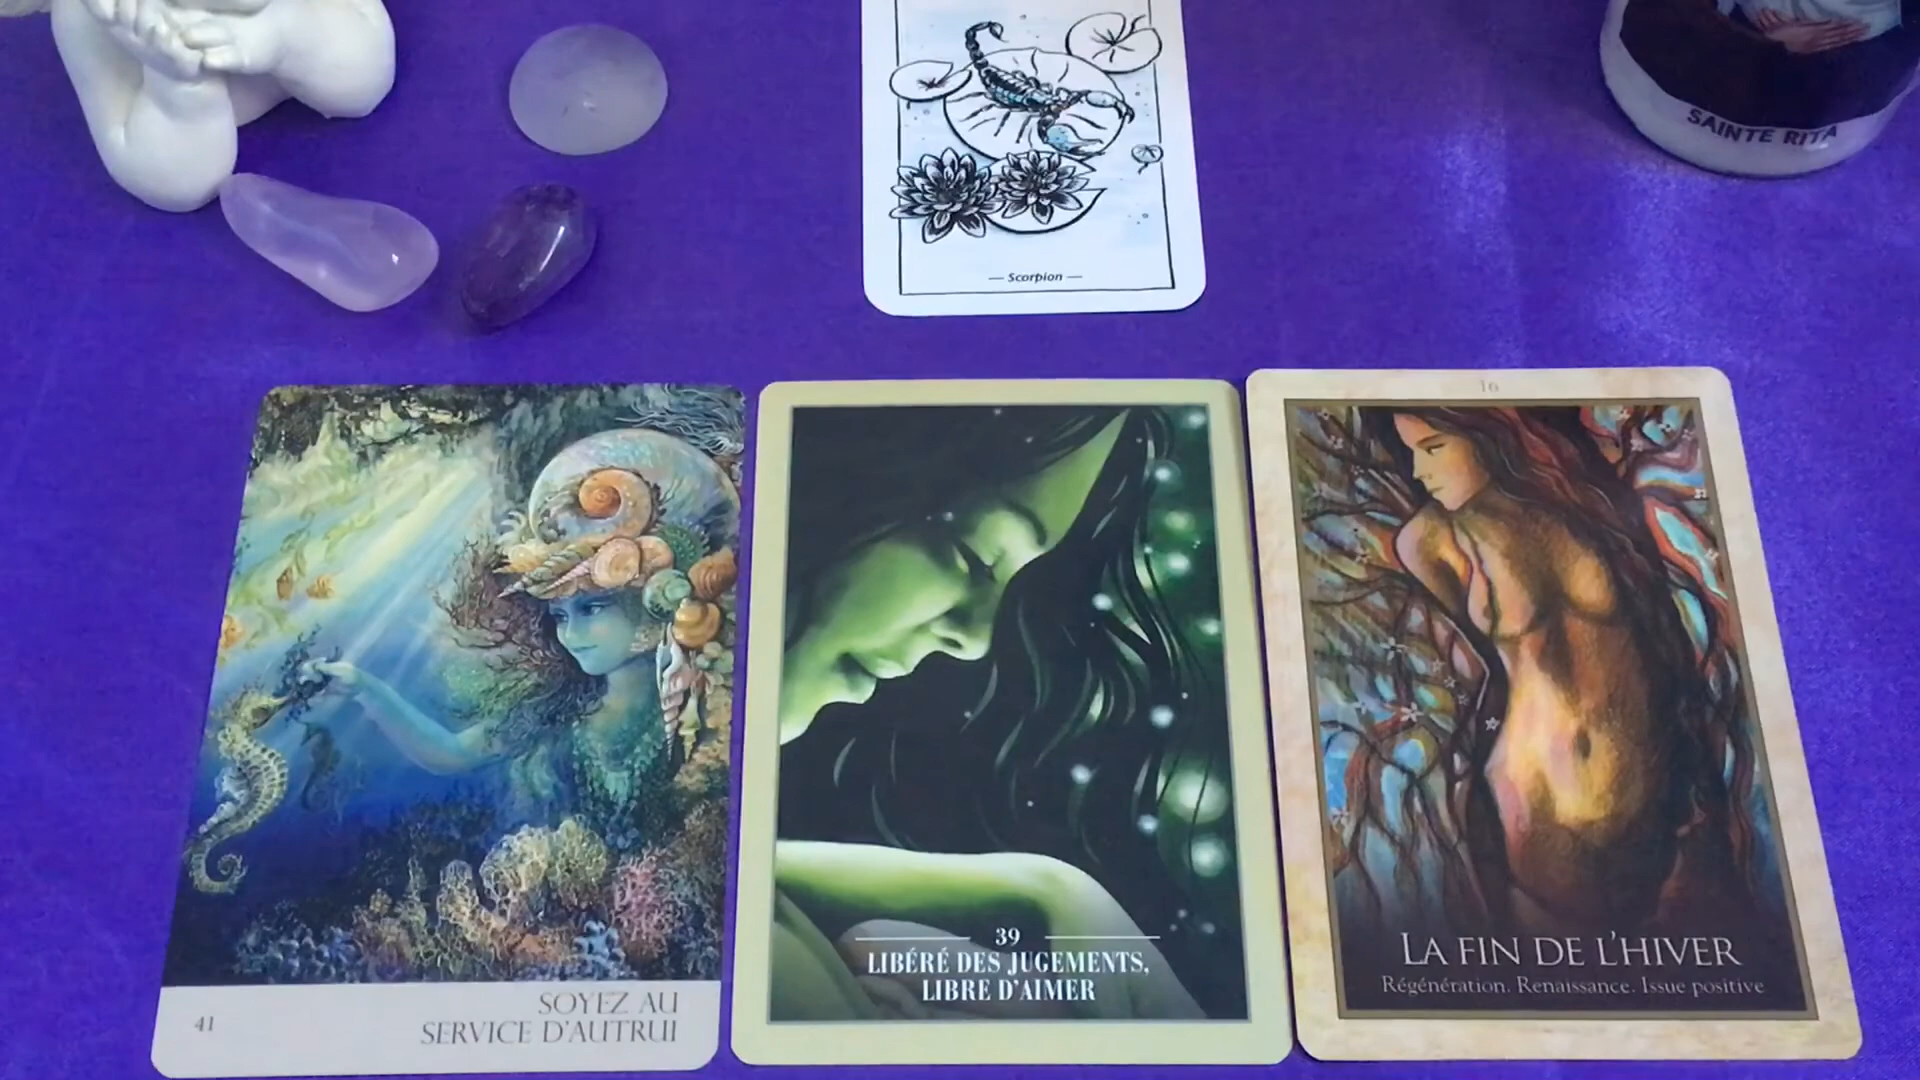 SAINTE RITA
— Scorpion —
41
SOYEZ AU
SERVICE D'AUTRUI
39
LIBÉRÉ DES JUGEMENTS,
LIBRE D'AIMER
16
LA FIN DE L'HIVER
Régénération. Renaissance. Issue positive